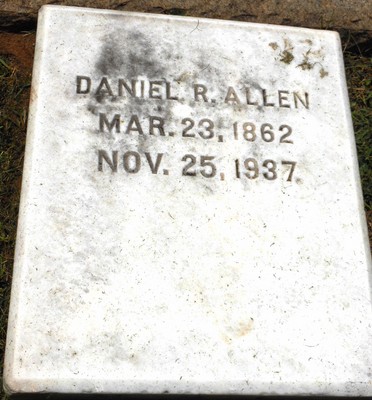 DANIEL R. ALLEN
MAR. 23, 1862
NOV. 25, 1937.